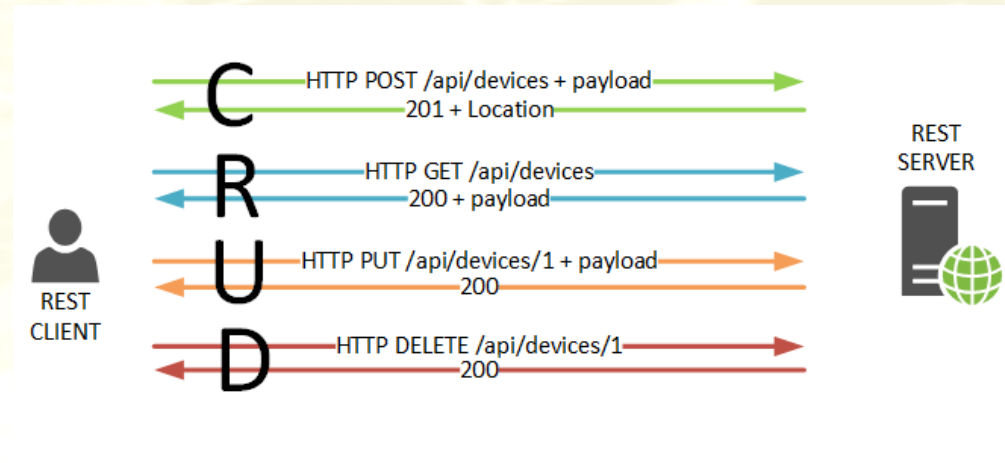 C
HTTP POST /api/devices + payload
201 + Location
R
HTTP GET /api/devices
200 + payload
U
HTTP PUT /api/devices/1 + payload
200
D
HTTP DELETE /api/devices/1
200
REST
CLIENT
REST
SERVER